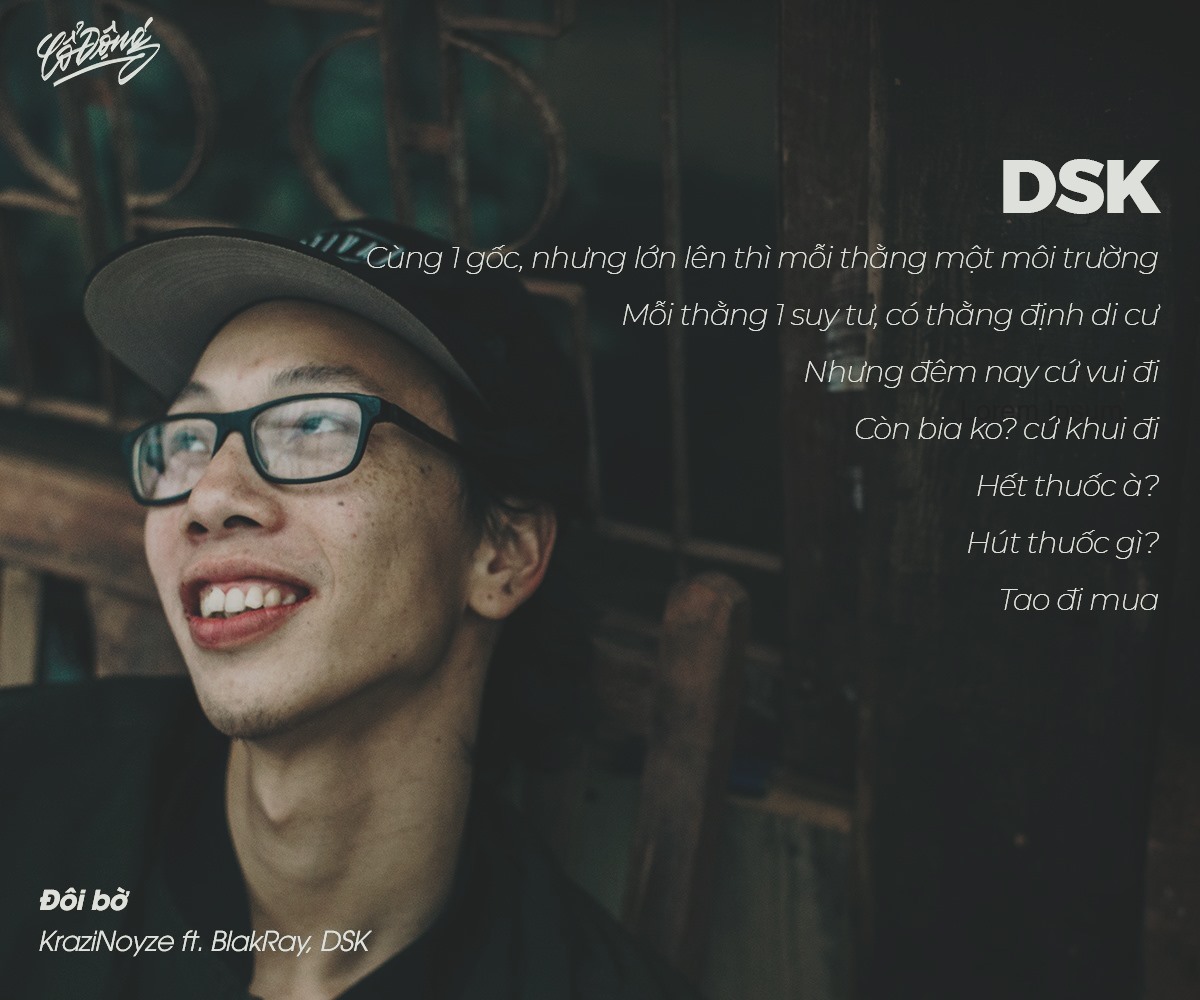 Cổ Động
DSK
Cùng 1 gốc, nhưng lớn lên thì mỗi thằng một môi trường
Mỗi thằng 1 suy tư, có thằng định di cư
Nhưng đêm nay cứ vui đi
Còn bia ko? cứ khui đi
Hết thuốc à?
Hút thuốc gì?
Tao đi mua
Đôi bờ
KraziNoyze ft. BlakRay, DSK